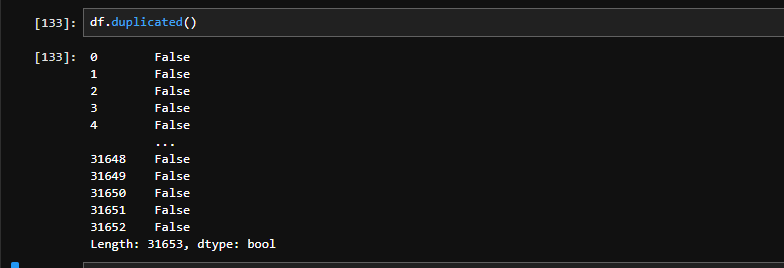 [133]: df.duplicated()
[133]: 0        False
1        False
2        False
3        False
4        False
...
31648    False
31649    False
31650    False
31651    False
31652    False
Length: 31653, dtype: bool